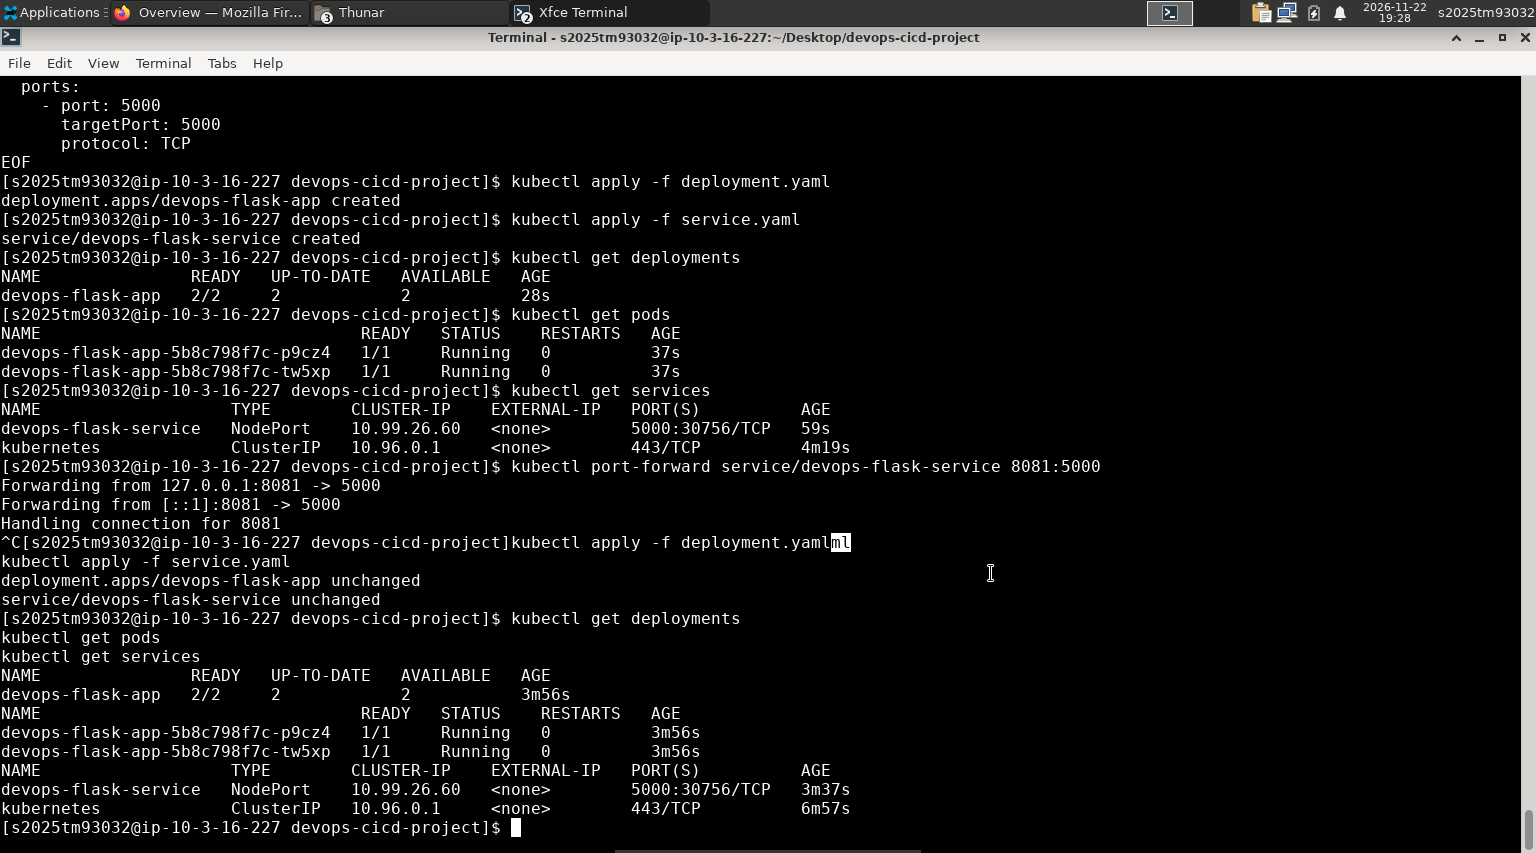 Applications Overview — Mozilla Fir... 3 Thunar 2 Xfce Terminal 2026-11-22 19:28 s2025tm93032
Terminal - s2025tm93032@ip-10-3-16-227:~/Desktop/devops-cicd-project
File Edit View Terminal Tabs Help
  ports:
    - port: 5000
      targetPort: 5000
      protocol: TCP
EOF
[s2025tm93032@ip-10-3-16-227 devops-cicd-project]$ kubectl apply -f deployment.yaml
deployment.apps/devops-flask-app created
[s2025tm93032@ip-10-3-16-227 devops-cicd-project]$ kubectl apply -f service.yaml
service/devops-flask-service created
[s2025tm93032@ip-10-3-16-227 devops-cicd-project]$ kubectl get deployments
NAME               READY   UP-TO-DATE   AVAILABLE   AGE
devops-flask-app   2/2     2            2           28s
[s2025tm93032@ip-10-3-16-227 devops-cicd-project]$ kubectl get pods
NAME                                READY   STATUS    RESTARTS   AGE
devops-flask-app-5b8c798f7c-p9cz4   1/1     Running   0          37s
devops-flask-app-5b8c798f7c-tw5xp   1/1     Running   0          37s
[s2025tm93032@ip-10-3-16-227 devops-cicd-project]$ kubectl get services
NAME                   TYPE        CLUSTER-IP    EXTERNAL-IP   PORT(S)          AGE
devops-flask-service   NodePort    10.99.26.60   <none>        5000:30756/TCP   59s
kubernetes             ClusterIP   10.96.0.1     <none>        443/TCP          4m19s
[s2025tm93032@ip-10-3-16-227 devops-cicd-project]$ kubectl port-forward service/devops-flask-service 8081:5000
Forwarding from 127.0.0.1:8081 -> 5000
Forwarding from [::1]:8081 -> 5000
Handling connection for 8081
^C[s2025tm93032@ip-10-3-16-227 devops-cicd-project]kubectl apply -f deployment.yamlml
kubectl apply -f service.yaml
deployment.apps/devops-flask-app unchanged
service/devops-flask-service unchanged
[s2025tm93032@ip-10-3-16-227 devops-cicd-project]$ kubectl get deployments
kubectl get pods
kubectl get services
NAME               READY   UP-TO-DATE   AVAILABLE   AGE
devops-flask-app   2/2     2            2           3m56s
NAME                                READY   STATUS    RESTARTS   AGE
devops-flask-app-5b8c798f7c-p9cz4   1/1     Running   0          3m56s
devops-flask-app-5b8c798f7c-tw5xp   1/1     Running   0          3m56s
NAME                   TYPE        CLUSTER-IP    EXTERNAL-IP   PORT(S)          AGE
devops-flask-service   NodePort    10.99.26.60   <none>        5000:30756/TCP   3m37s
kubernetes             ClusterIP   10.96.0.1     <none>        443/TCP          6m57s
[s2025tm93032@ip-10-3-16-227 devops-cicd-project]$